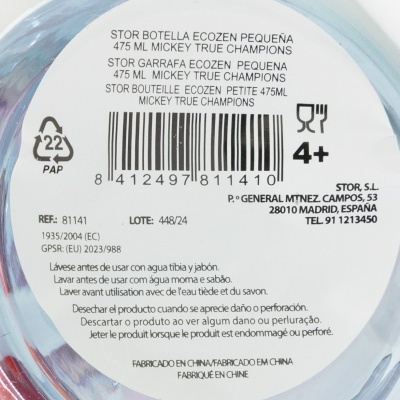 STOR BOTELLA ECOZEN PEQUEÑA
475 ML MICKEY TRUE CHAMPIONS
STOR GARRAFA ECOZEN PEQUENA
475 ML MICKEY TRUE CHAMPIONS
STOR BOUTEILLE ECOZEN PETITE 475ML
MICKEY TRUE CHAMPIONS
22
PAP
8 412497 811410
4+
STOR, S.L.
P.º GENERAL MTNEZ. CAMPOS, 53
28010 MADRID, ESPAÑA
TEL. 91 1213450
REF.: 81141 LOTE: 448/24
1935/2004 (EC)
GPSR: (EU) 2023/988
Lávese antes de usar con agua tibia y jabón.
Lavar antes de usar com água morna e sabão.
Laver avant utilisation avec de l'eau tiède et du savon.
Desechar el producto cuando se aprecie daño o perforación.
Descartar o produto ao ver algum dano ou perluração.
Jeter le produit lorsque le produit est endommagé ou perforé.
FABRICADO EN CHINA/FABRICADO EM CHINA
FABRIQUÉ EN CHINE